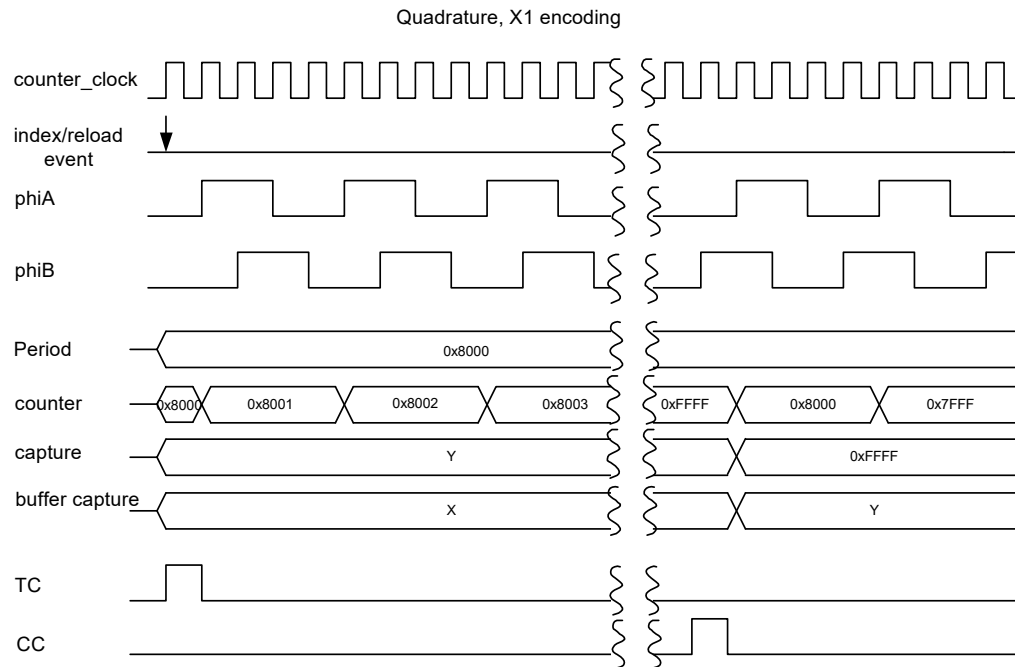 Quadrature, X1 encoding
counter_clock
index/reload
event
phiA
phiB
Period
0x8000
counter
0x8000 0x8001 0x8002 0x8003 0xFFFF 0x8000 0x7FFF
capture
Y 0xFFFF
buffer capture
X Y
TC
CC